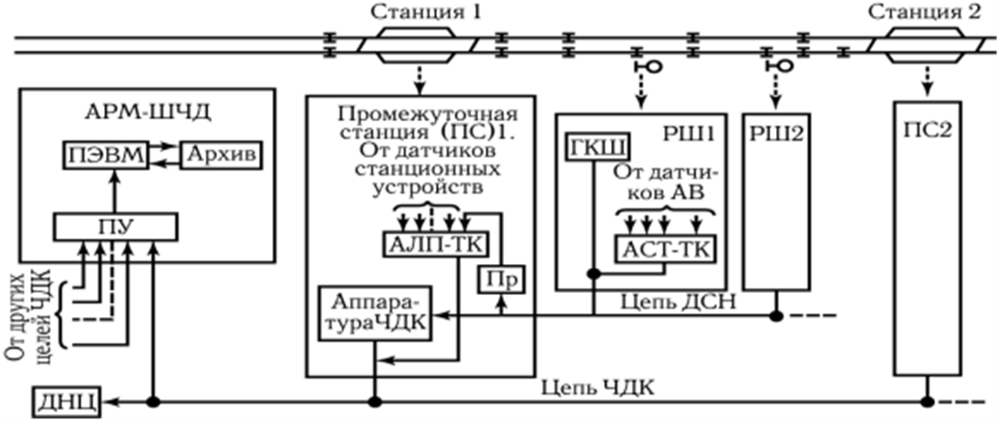 Станция 1
Станция 2
АРМ-ШЧД
ПЭВМ
Архив
ПУ
От других
целей ЧДК
ДНЦ
Промежуточная
станция (ПС)1.
От датчиков
станционных
устройств
АЛП-ТК
Пр
Аппара-
тураЧДК
РШ1
ГКШ
От датчи-
ков АВ
АСТ-ТК
РШ2
ПС2
Цепь ДСН
Цепь ЧДК